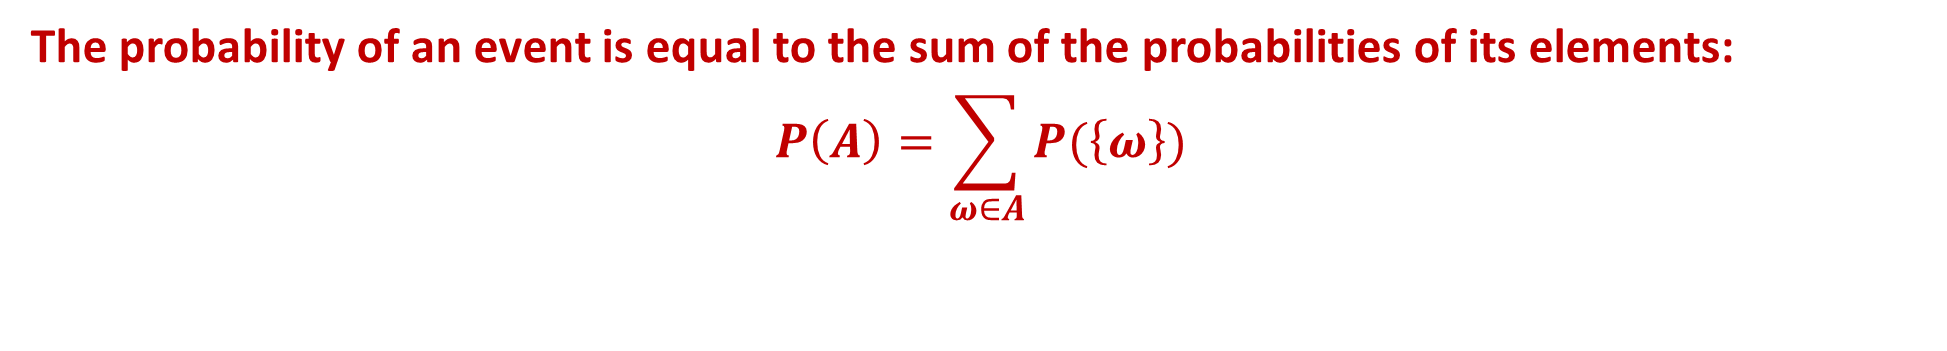 The probability of an event is equal to the sum of the probabilities of its elements:
P(A) = ∑ P({ω})
ω∈A